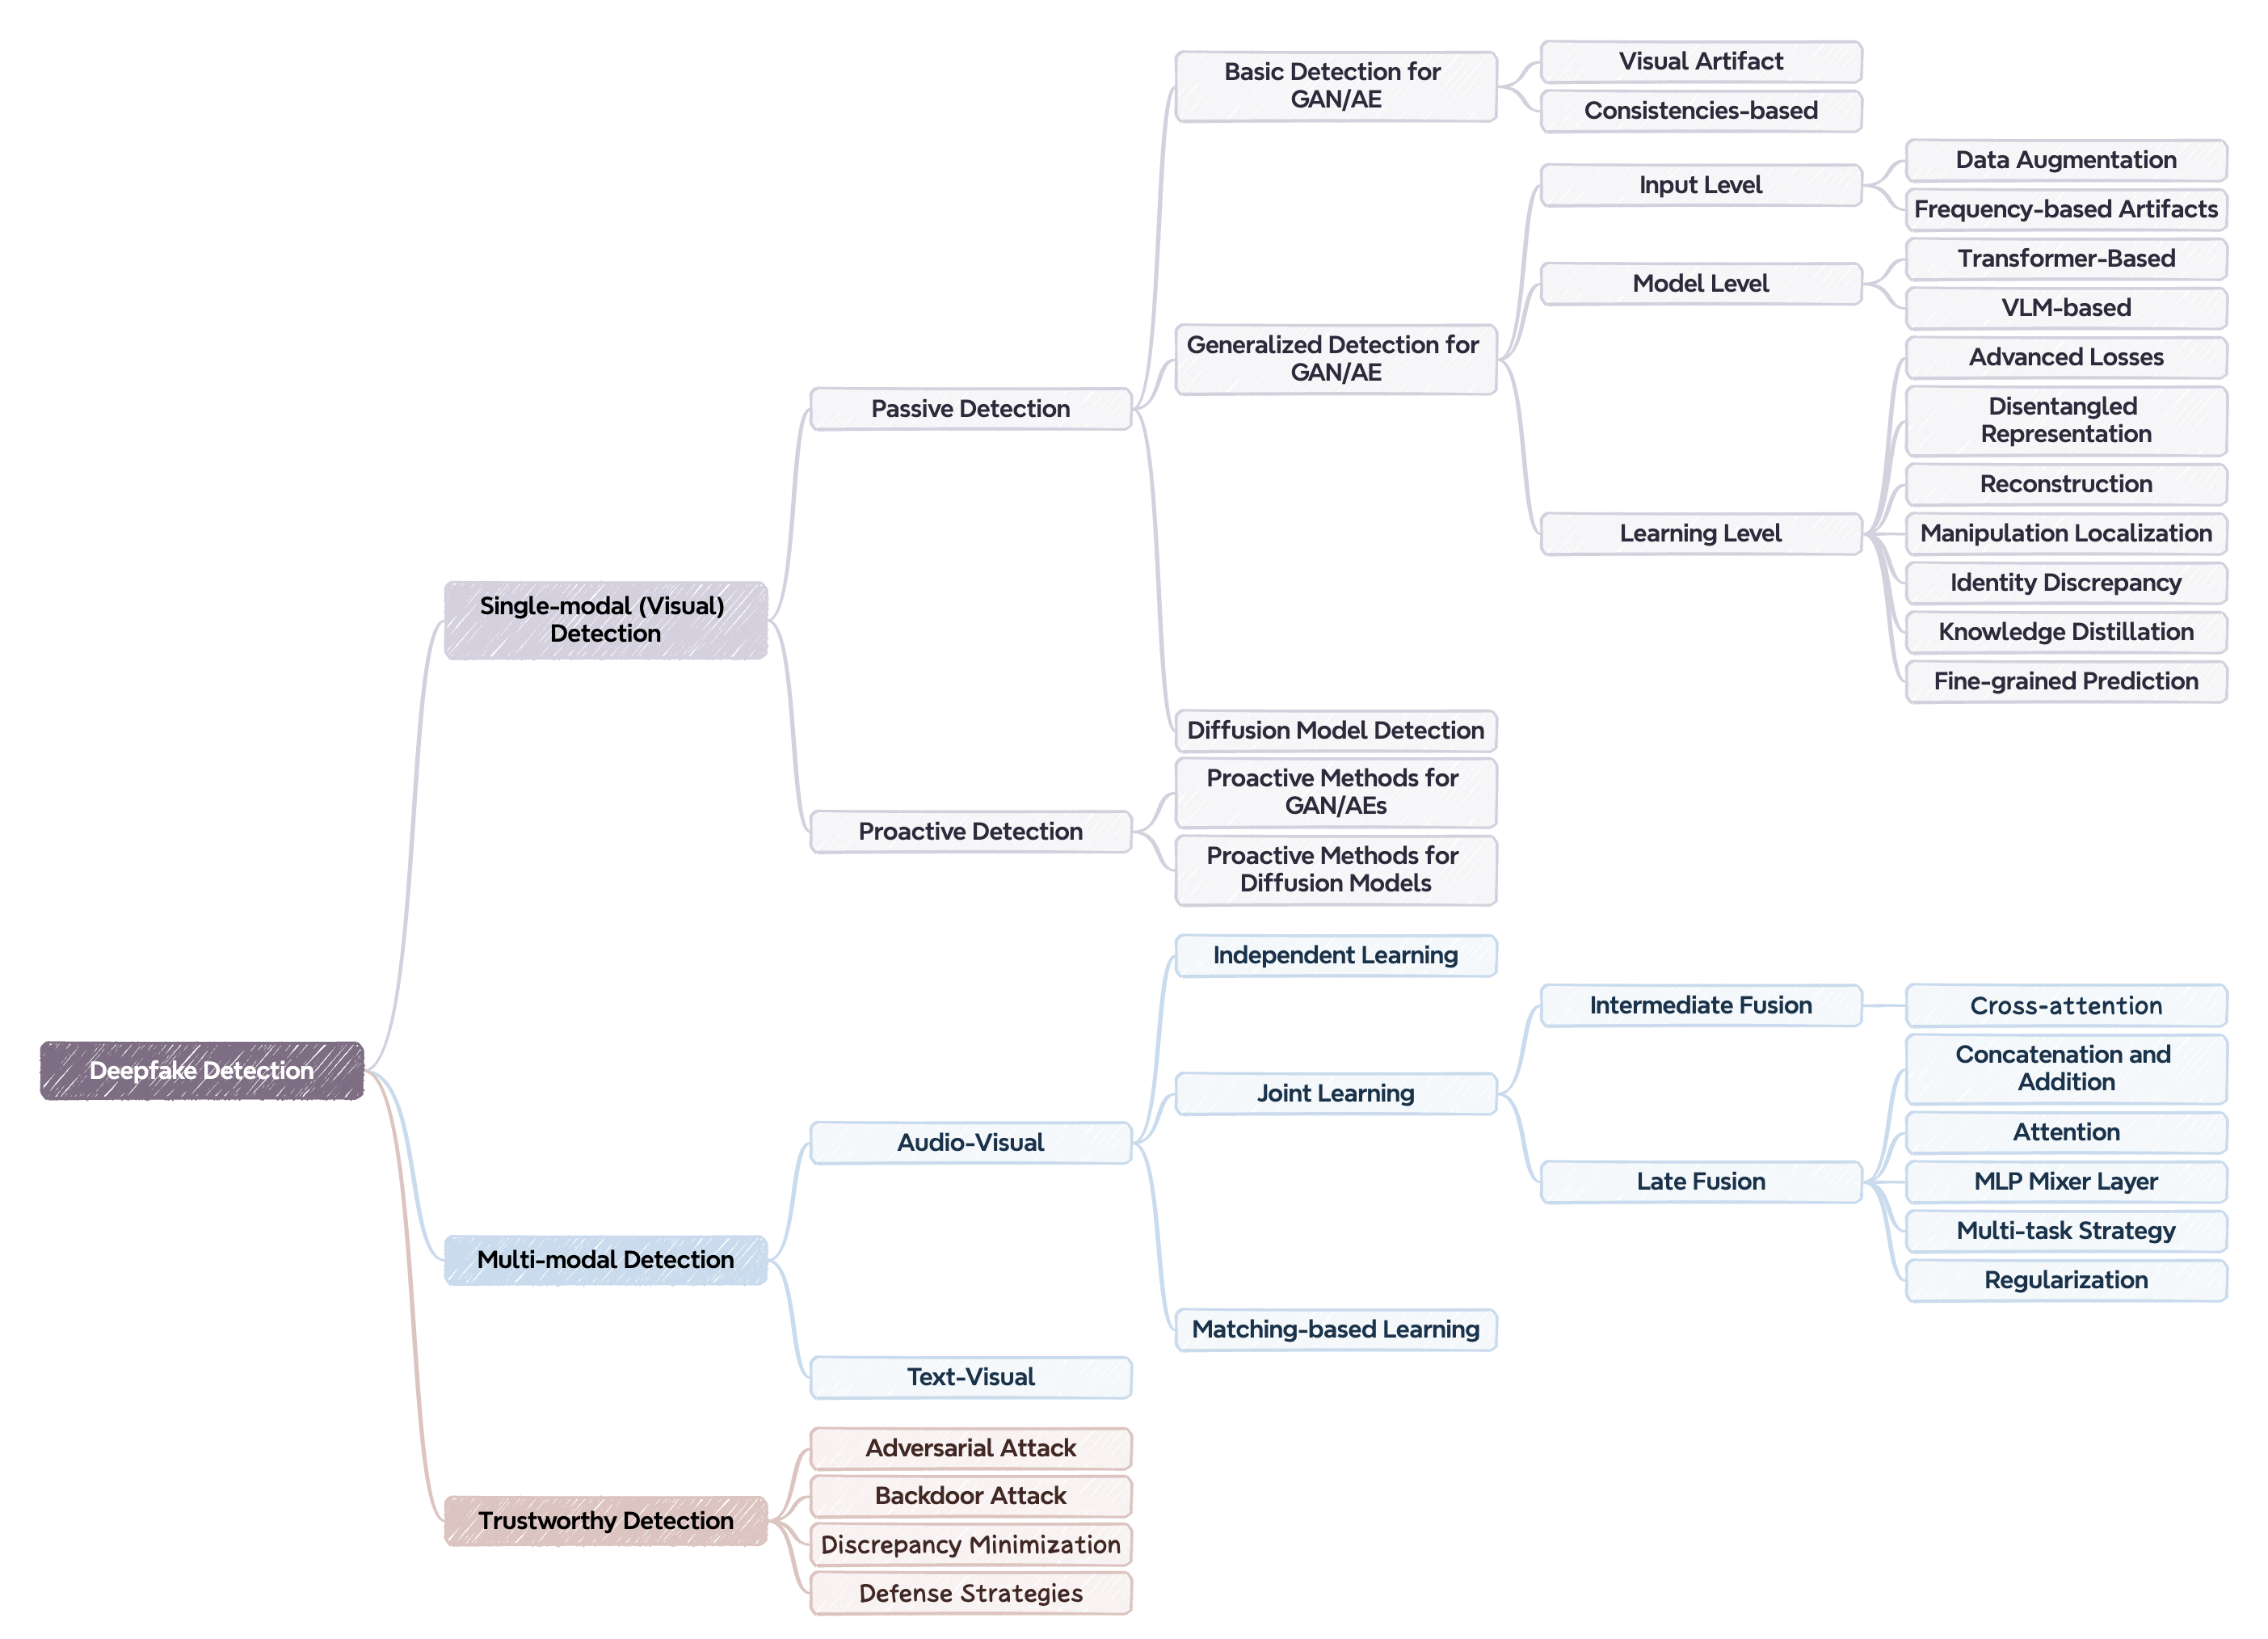 Deepfake Detection
Single-modal (Visual)
Detection
Passive Detection
Basic Detection for
GAN/AE
Visual Artifact
Consistencies-based
Generalized Detection for
GAN/AE
Input Level
Data Augmentation
Frequency-based Artifacts
Model Level
Transformer-Based
VLM-based
Learning Level
Advanced Losses
Disentangled
Representation
Reconstruction
Manipulation Localization
Identity Discrepancy
Knowledge Distillation
Fine-grained Prediction
Diffusion Model Detection
Proactive Detection
Proactive Methods for
GAN/AEs
Proactive Methods for
Diffusion Models
Multi-modal Detection
Audio-Visual
Independent Learning
Joint Learning
Intermediate Fusion
Cross-attention
Late Fusion
Concatenation and
Addition
Attention
MLP Mixer Layer
Multi-task Strategy
Regularization
Matching-based Learning
Text-Visual
Trustworthy Detection
Adversarial Attack
Backdoor Attack
Discrepancy Minimization
Defense Strategies